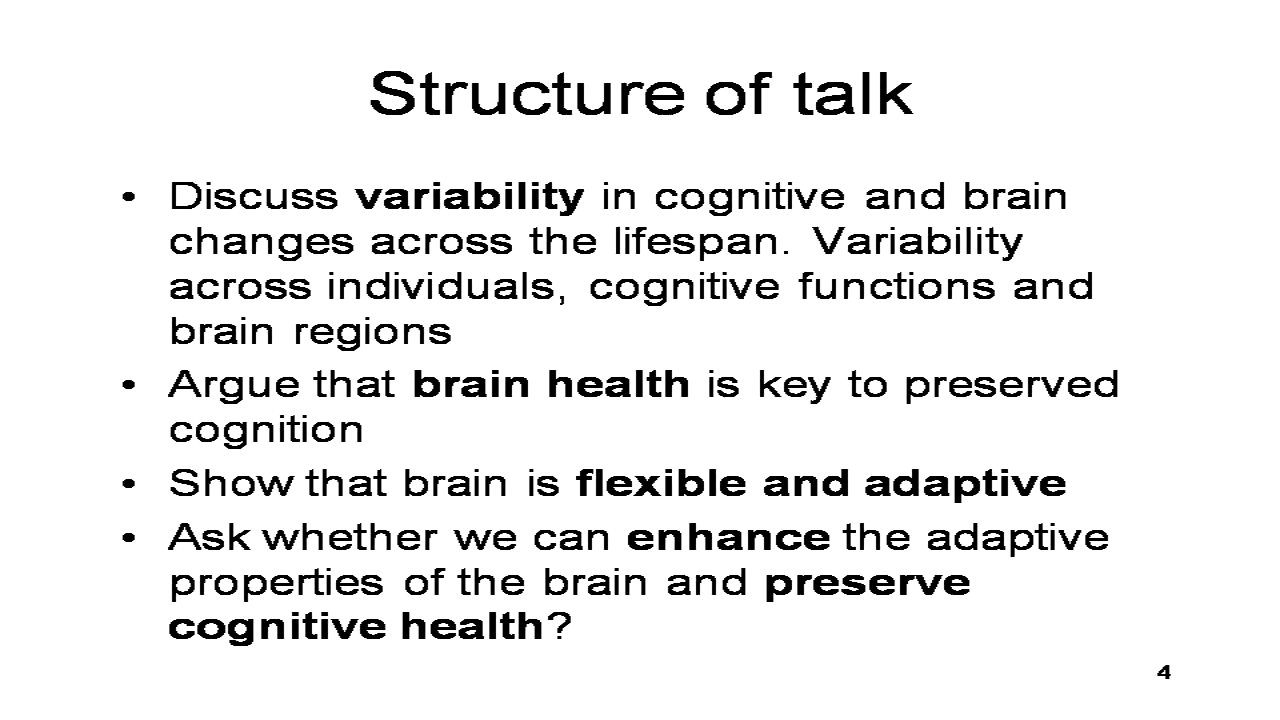 Structure of talk
• Discuss variability in cognitive and brain
changes across the lifespan. Variability
across individuals, cognitive functions and
brain regions
• Argue that brain health is key to preserved
cognition
• Show that brain is flexible and adaptive
• Ask whether we can enhance the adaptive
properties of the brain and preserve
cognitive health?
4